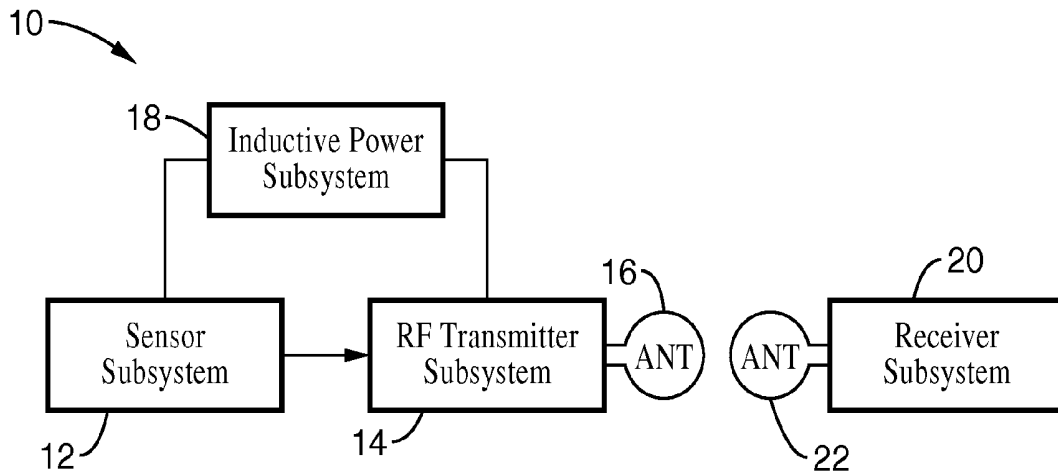 10
18
Inductive Power
Subsystem
16
20
Sensor
Subsystem
RF Transmitter
Subsystem
ANT
ANT
Receiver
Subsystem
12
14
22